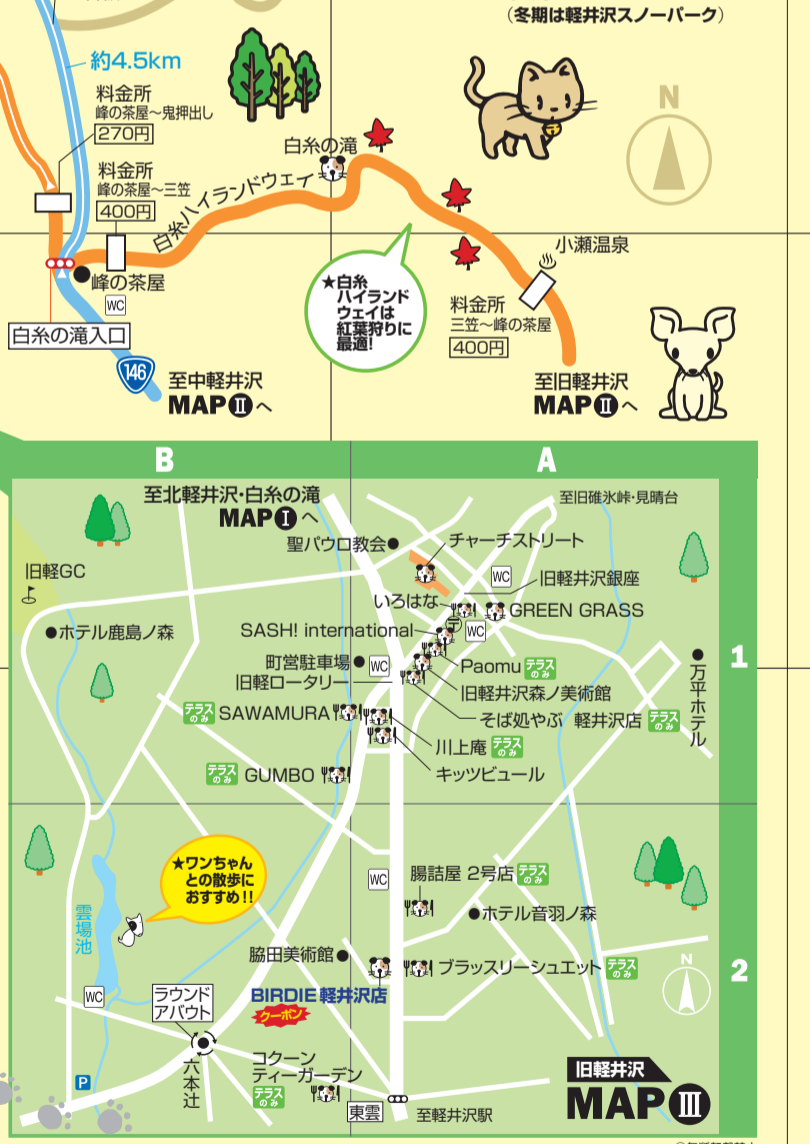 (冬期は軽井沢スノーパーク)
約4.5km
料金所
峰の茶屋〜鬼押出し
270円
料金所
峰の茶屋〜三笠
400円
白糸の滝
白糸ハイランドウェイ
N
小瀬温泉
峰の茶屋
WC
白糸の滝入口
★白糸
ハイランド
ウェイは
紅葉狩りに
最適!
料金所
三笠〜峰の茶屋
400円
146
至中軽井沢
MAPⅡへ
至旧軽井沢
MAPⅡへ
B
A
至北軽井沢・白糸の滝
MAPⅠへ
至旧碓氷峠・見晴台
聖パウロ教会
チャーチストリート
旧軽GC
WC
旧軽井沢銀座
いろはな
GREEN GRASS
ホテル鹿島ノ森
SASH! international
〒
WC
1
町営駐車場
WC
Paomu テラスのみ
旧軽ロータリー
旧軽井沢森ノ美術館
万平ホテル
テラスのみ SAWAMURA
そば処やぶ 軽井沢店 テラスのみ
川上庵 テラスのみ
テラスのみ GUMBO
キッツビュール
★ワンちゃん
との散歩に
おすすめ!!
WC
腸詰屋 2号店 テラスのみ
雲場池
ホテル音羽ノ森
脇田美術館
ブラッスリーシュエット テラスのみ
2
N
WC
ラウンド
アバウト
BIRDIE 軽井沢店
クーポン
六本辻
コクーン
ティーガーデン
テラスのみ
P
東雲
至軽井沢駅
旧軽井沢
MAPⅢ